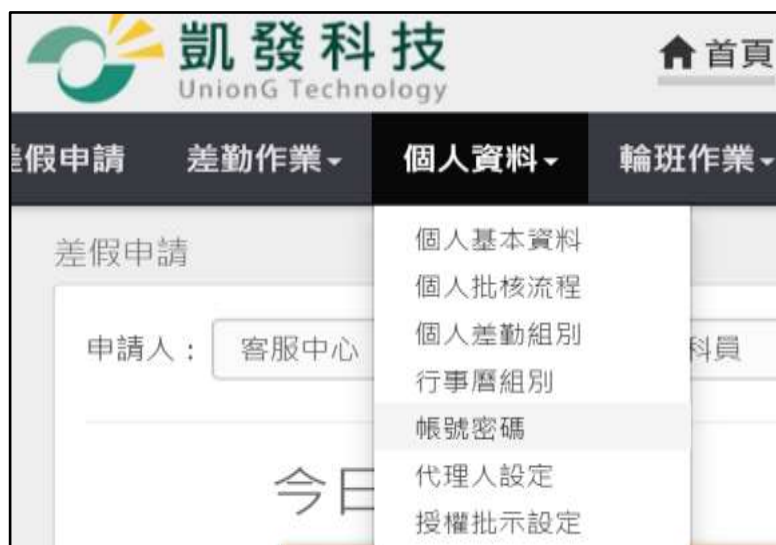 凱發科技
UnionG Technology
首頁
假申請 差勤作業 個人資料 輪班作業
差假申請
個人基本資料
個人批核流程
申請人： 客服中心 個人差勤組別 科員
行事曆組別
帳號密碼
今日
代理人設定
授權批示設定